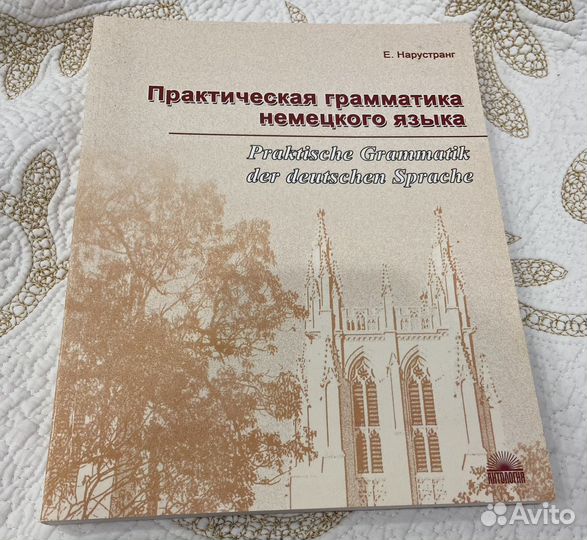 Е. Нарустранг
Практическая грамматика
немецкого языка
Praktische Grammatik
der deutschen Sprache
АНТОЛОГИЯ
Avito